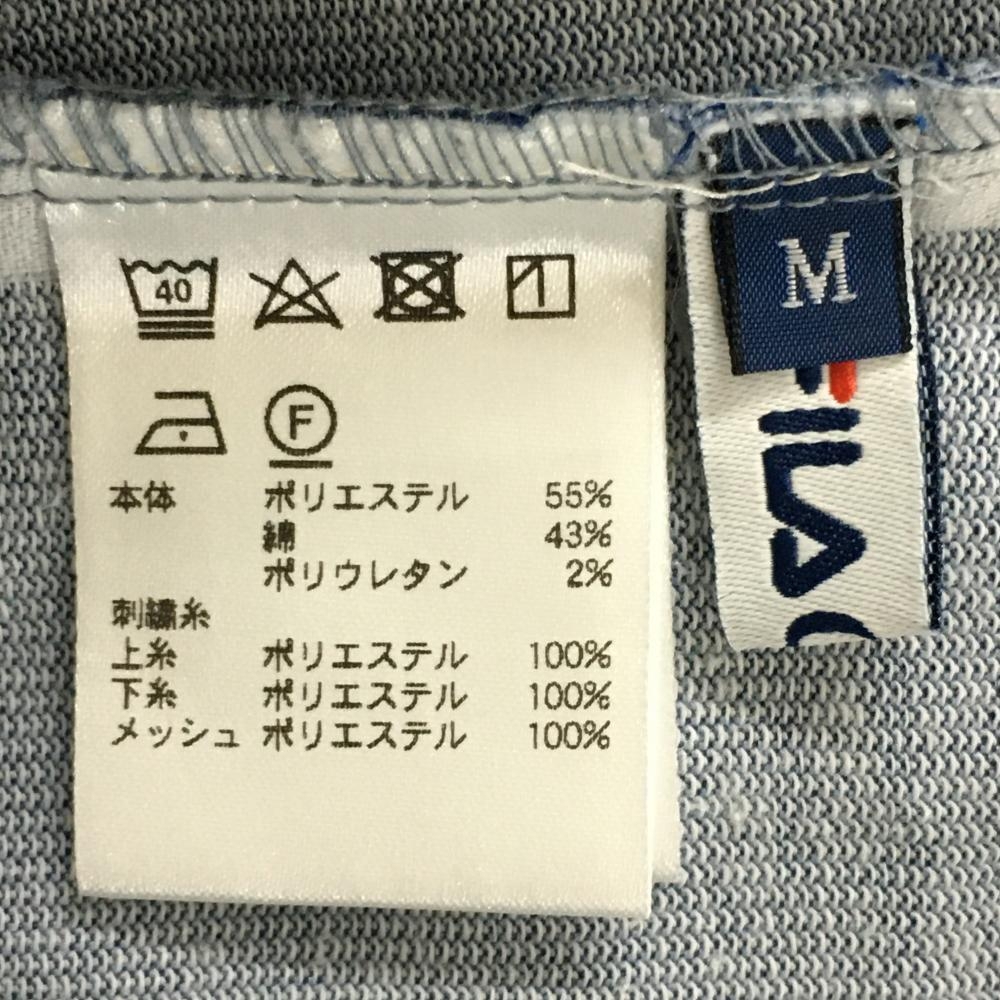 40
F
本体 ポリエステル 55%
綿 43%
ポリウレタン 2%
刺繍糸
上糸 ポリエステル 100%
下糸 ポリエステル 100%
メッシュ ポリエステル 100%
M
FILA